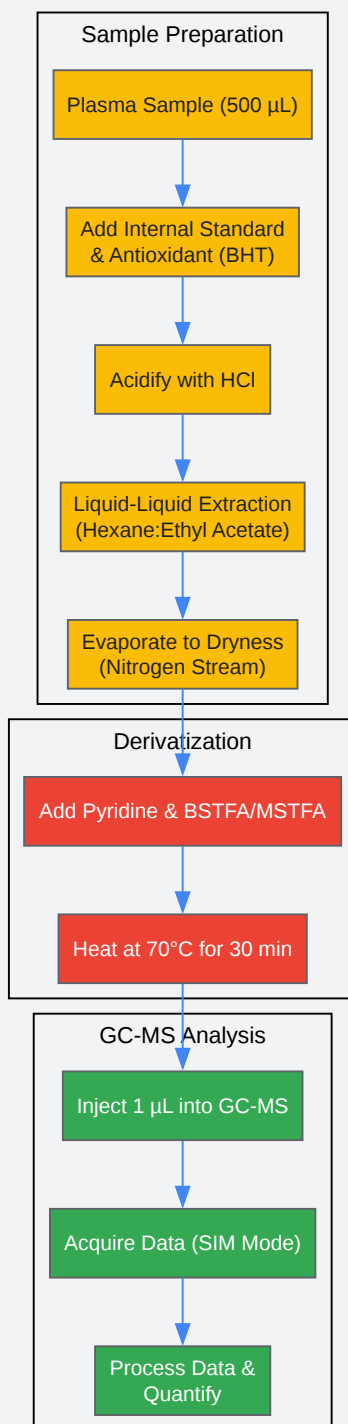 Sample Preparation
Plasma Sample (500 µL)
Add Internal Standard
& Antioxidant (BHT)
Acidify with HCl
Liquid-Liquid Extraction
(Hexane:Ethyl Acetate)
Evaporate to Dryness
(Nitrogen Stream)
Derivatization
Add Pyridine & BSTFA/MSTFA
Heat at 70°C for 30 min
GC-MS Analysis
Inject 1 µL into GC-MS
Acquire Data (SIM Mode)
Process Data &
Quantify